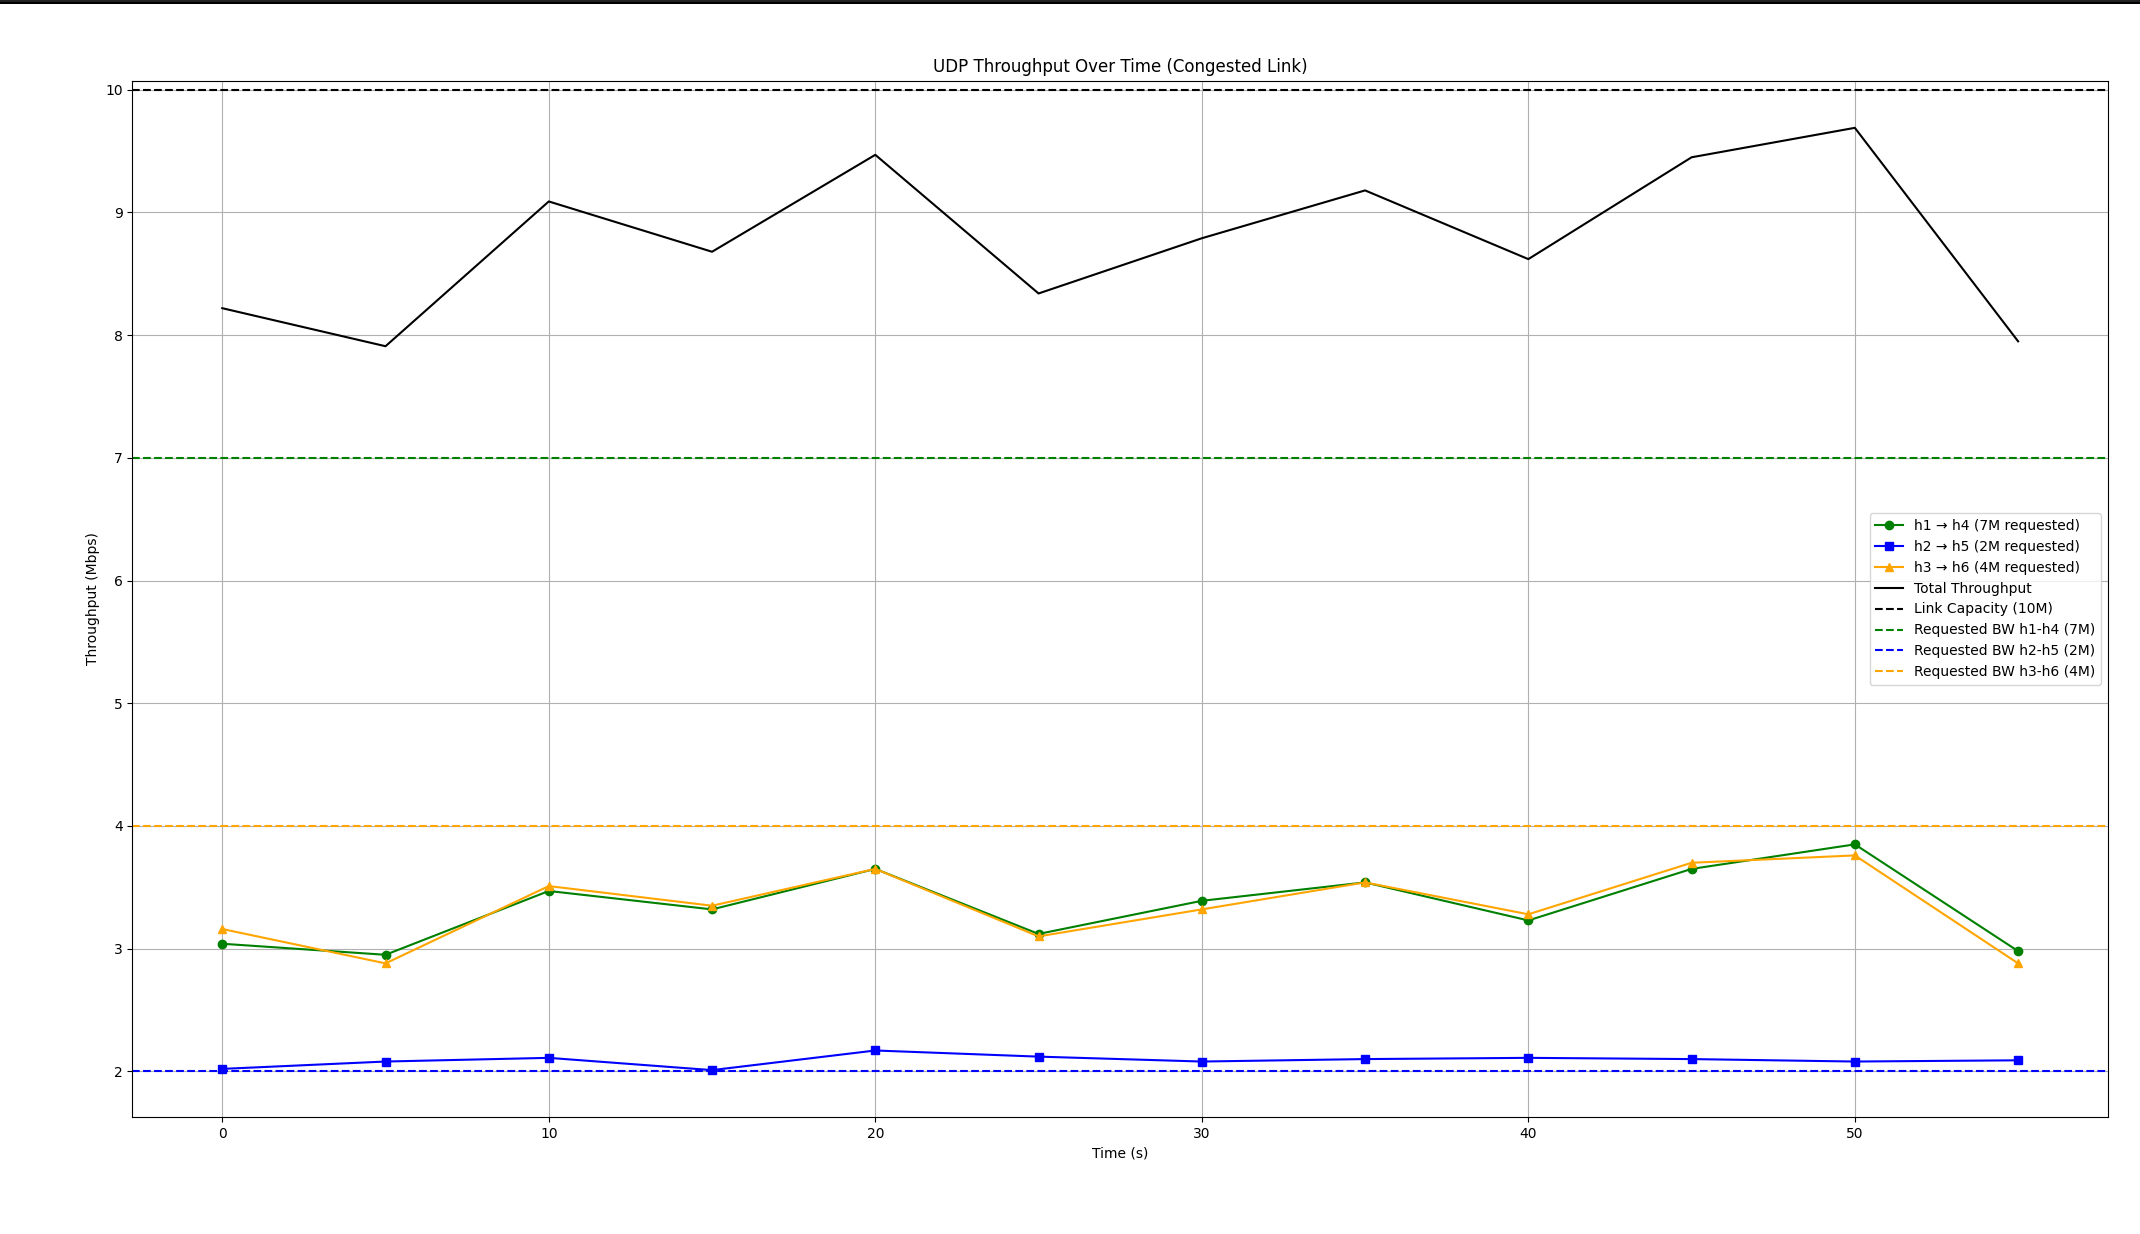 UDP Throughput Over Time (Congested Link)
10
9
8
7
6
5
4
3
2
Throughput (Mbps)
h1 → h4 (7M requested)
h2 → h5 (2M requested)
h3 → h6 (4M requested)
Total Throughput
Link Capacity (10M)
Requested BW h1-h4 (7M)
Requested BW h2-h5 (2M)
Requested BW h3-h6 (4M)
0 10 20 30 40 50
Time (s)